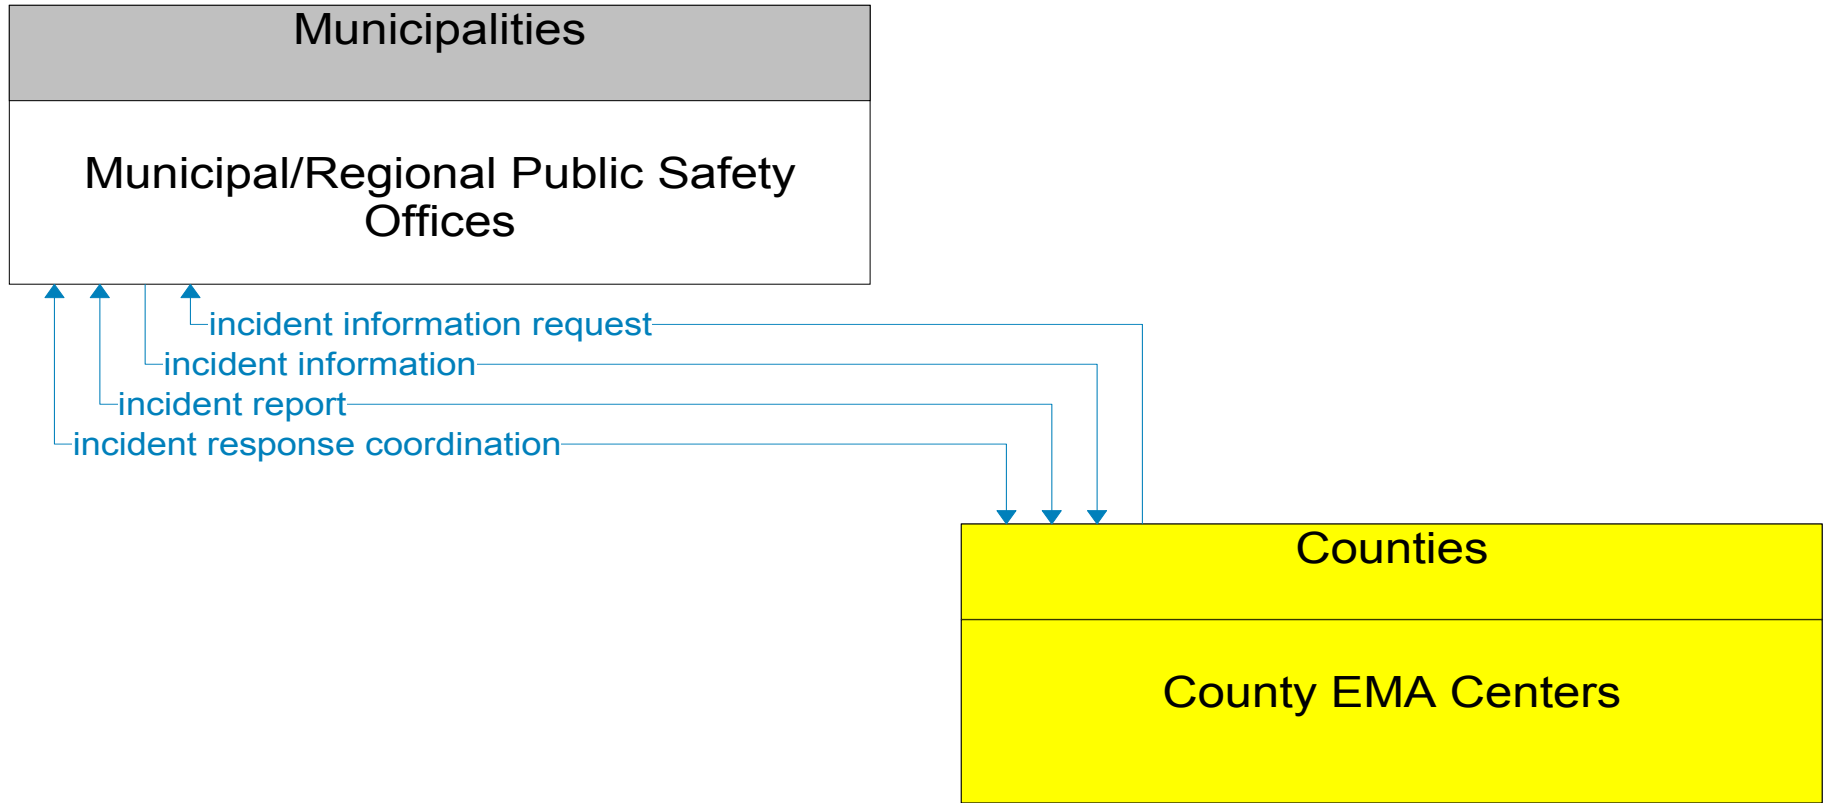 Municipalities
Municipal/Regional Public Safety
Offices
incident information request
incident information
incident report
incident response coordination
Counties
County EMA Centers